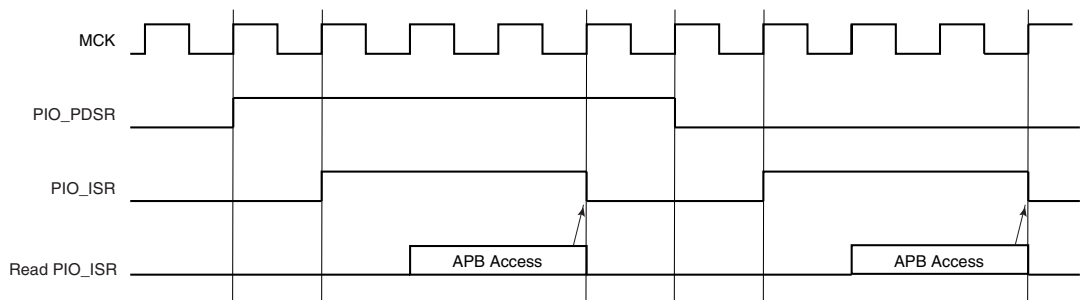 MCK
PIO_PDSR
PIO_ISR
Read PIO_ISR
APB Access
APB Access